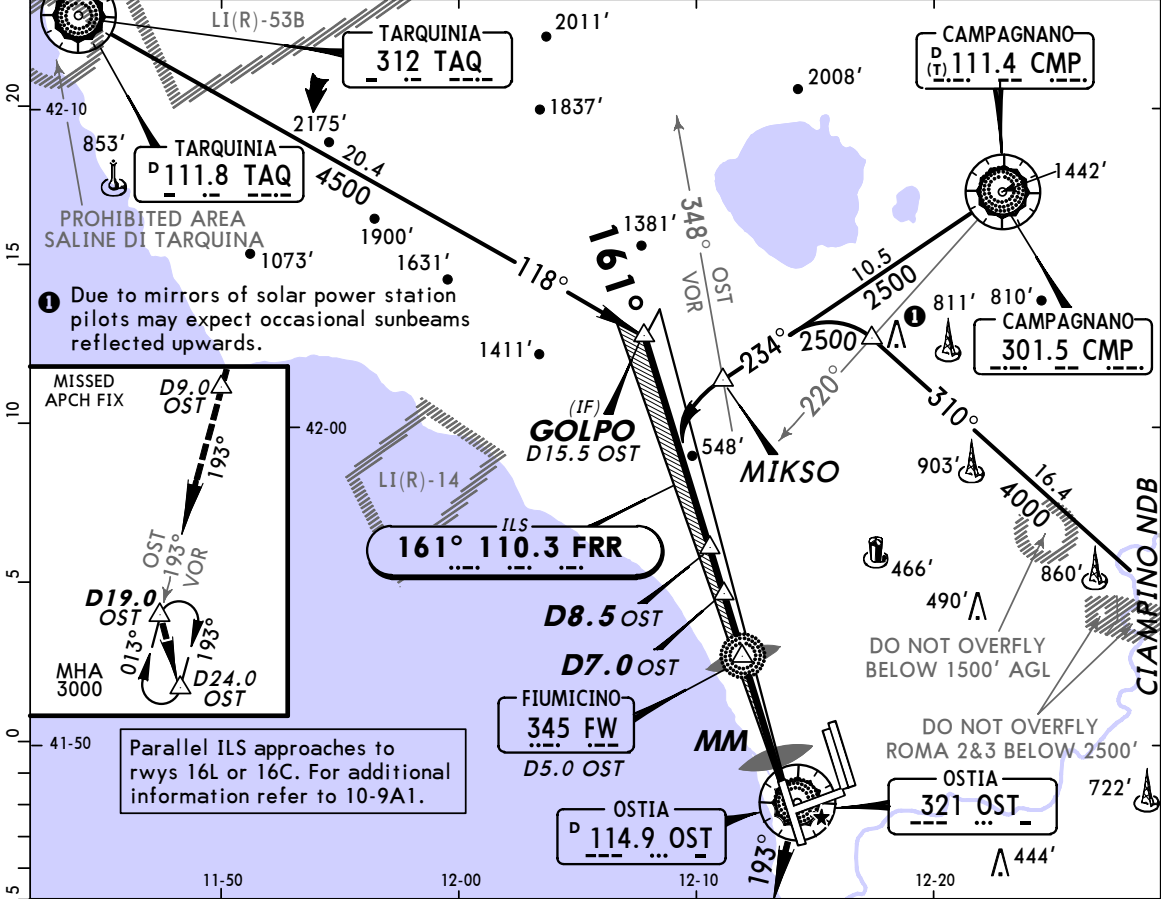 LI(R)-53B
TARQUINIA
312 TAQ
2011'
2008'
CAMPAGNANO
D
(T) 111.4 CMP
20
42-10
1837'
2175'
853'
TARQUINIA
D 111.8 TAQ
20.4
4500
1442'
PROHIBITED AREA
SALINE DI TARQUINA
1900'
1381'
161°
348°
OST
VOR
15
1073'
1631'
118°
10.5
2500
1 Due to mirrors of solar power station
pilots may expect occasional sunbeams
reflected upwards.
811'
1
810'
CAMPAGNANO
301.5 CMP
1411'
234°
2500
220°
310°
MISSED
APCH FIX
D9.0
OST
193°
10
42-00
(IF)
GOLPO
D15.5 OST
548'
MIKSO
903'
16.4
4000
LI(R)-14
ILS
161° 110.3 FRR
OST
193°
VOR
466'
860'
CIAMPINO NDB
5
D19.0
OST
D8.5 OST
490'
013°
193°
MHA
3000
D24.0
OST
D7.0 OST
DO NOT OVERFLY
BELOW 1500' AGL
FIUMICINO
345 FW
D5.0 OST
0
41-50
MM
DO NOT OVERFLY
ROMA 2&3 BELOW 2500'
Parallel ILS approaches to
rwys 16L or 16C. For additional
information refer to 10-9A1.
OSTIA
D 114.9 OST
OSTIA
321 OST
722'
193°
444'
5
11-50
12-00
12-10
12-20